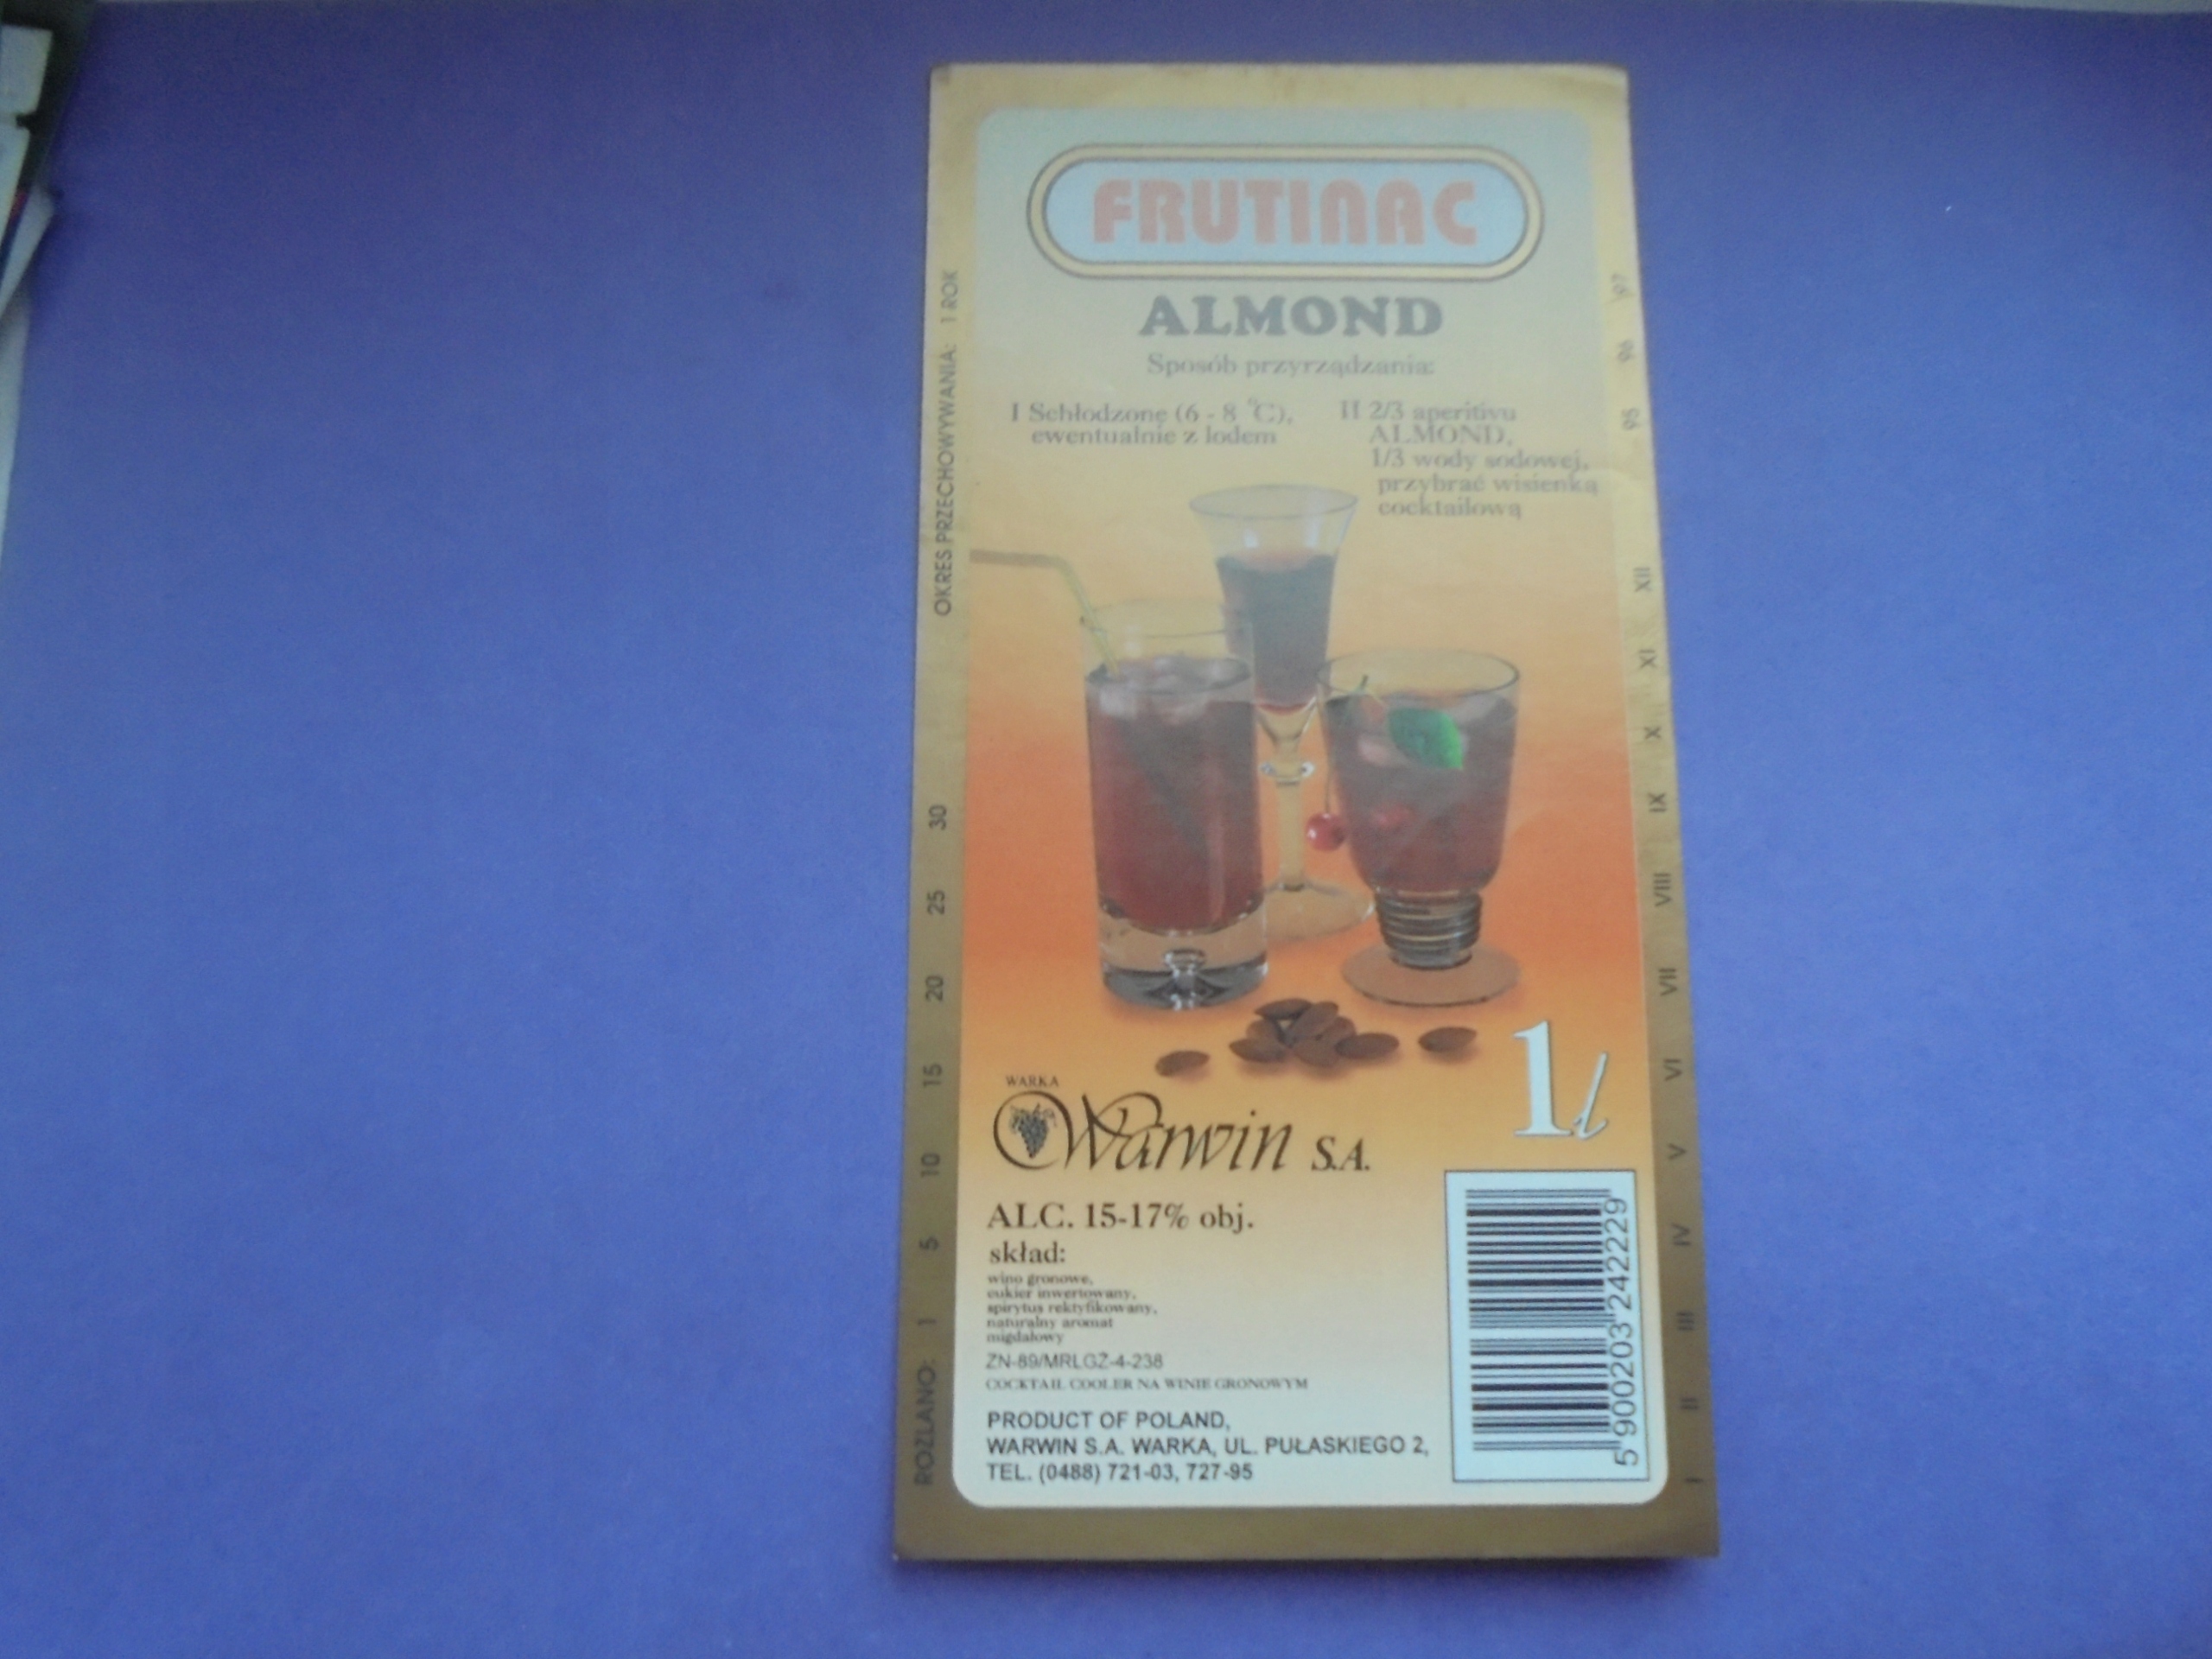 FRUTINAC
ALMOND
Sposób przyrządzania:
I Schłodzone (6 - 8 °C),
ewentualnie z lodem
II 2/3 aperitivu
ALMOND,
1/3 wody sodowej,
przybrać wisienką
cocktailową
WARKA
Warwin S.A.
1l
ALC. 15-17% obj.
skład:
wino gronowe,
cukier inwertowany,
spirytus rektyfikowany,
naturalny aromat
migdałowy
ZN-89/MRLGŻ-4-238
COCKTAIL COOLER NA WINIE GRONOWYM
PRODUCT OF POLAND,
WARWIN S.A. WARKA, UL. PUŁASKIEGO 2,
TEL. (0488) 721-03, 727-95
5 900203 242229
ROZLANO: 1 5 10 15 20 25 30 OKRES PRZECHOWYWANIA: 1 ROK
I II III IV V VI VII VIII IX X XI XII 95 96 97